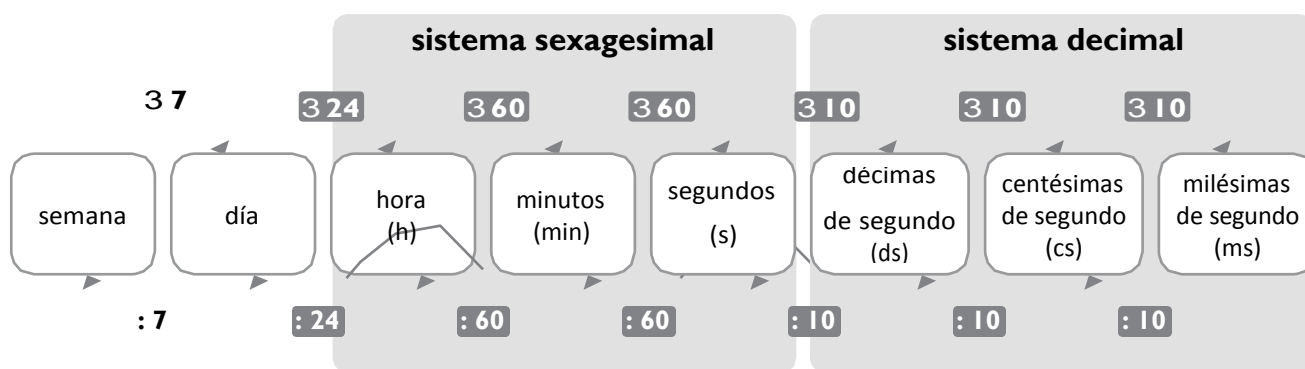 sistema sexagesimal
sistema decimal
3 7
3 24
3 60
3 60
3 10
3 10
3 10
semana
día
hora
(h)
minutos
(min)
segundos
(s)
décimas
de segundo
(ds)
centésimas
de segundo
(cs)
milésimas
de segundo
(ms)
: 7
: 24
: 60
: 60
: 10
: 10
: 10